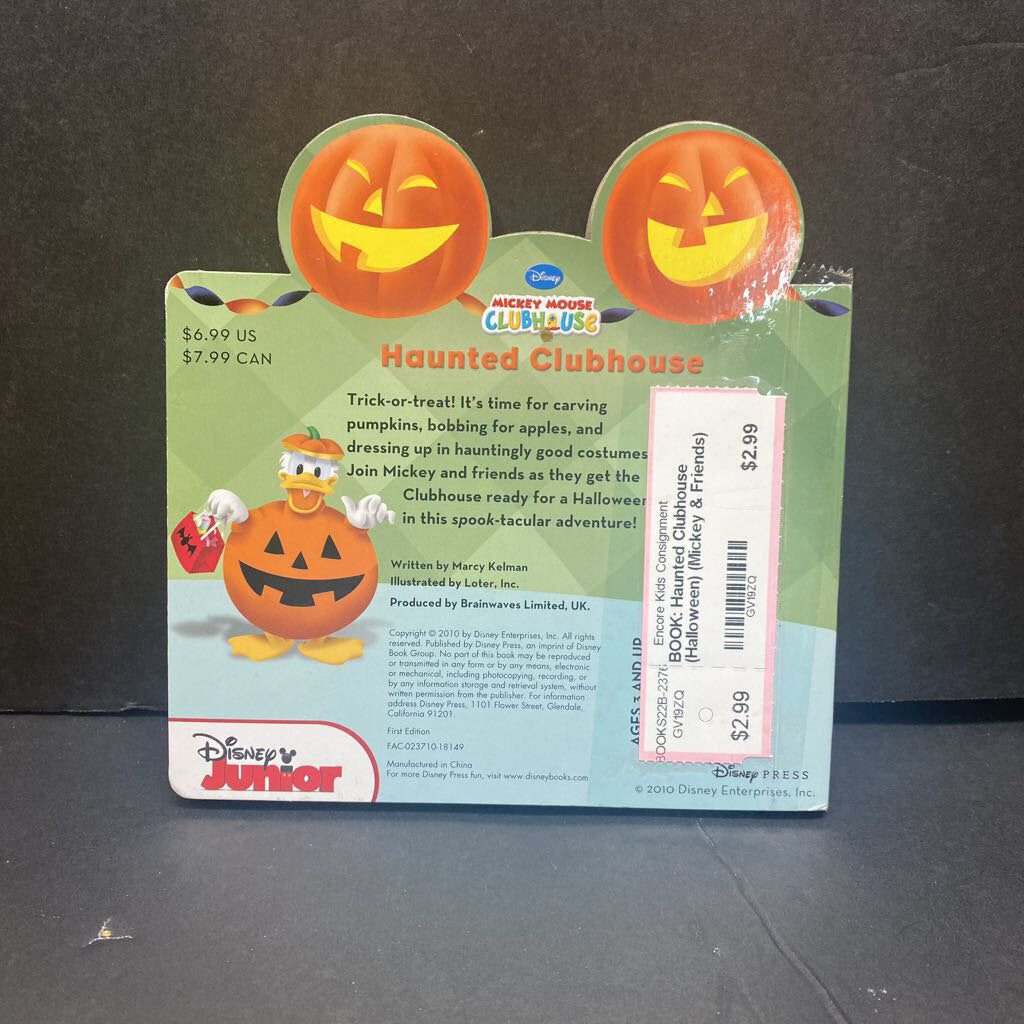 Disney
MICKEY MOUSE
CLUBHOUSE
Haunted Clubhouse
$6.99 US
$7.99 CAN
Trick-or-treat! It's time for carving
pumpkins, bobbing for apples, and
dressing up in hauntingly good costumes
Join Mickey and friends as they get the
Clubhouse ready for a Halloween
in this spook-tacular adventure!
Written by Marcy Kelman
Illustrated by Loter, Inc.
Produced by Brainwaves Limited, UK.
Copyright © 2010 by Disney Enterprises, Inc. All rights
reserved. Published by Disney Press, an imprint of Disney
Book Group. No part of this book may be reproduced
or transmitted in any form or by any means, electronic
or mechanical, including photocopying, recording, or
by any information storage and retrieval system, without
written permission from the publisher. For information
address Disney Press, 1101 Flower Street, Glendale,
California 91201.
First Edition
FAC-023710-18149
Manufactured in China
For more Disney Press fun, visit www.disneybooks.com
Disney
Junior
AGES 3 AND UP
BOOKS22B-2376
GV19ZQ
$2.99
Encore Kids Consignment
BOOK: Haunted Clubhouse
(Halloween) (Mickey & Friends)
GV19ZQ
$2.99
Disney PRESS
© 2010 Disney Enterprises, Inc.